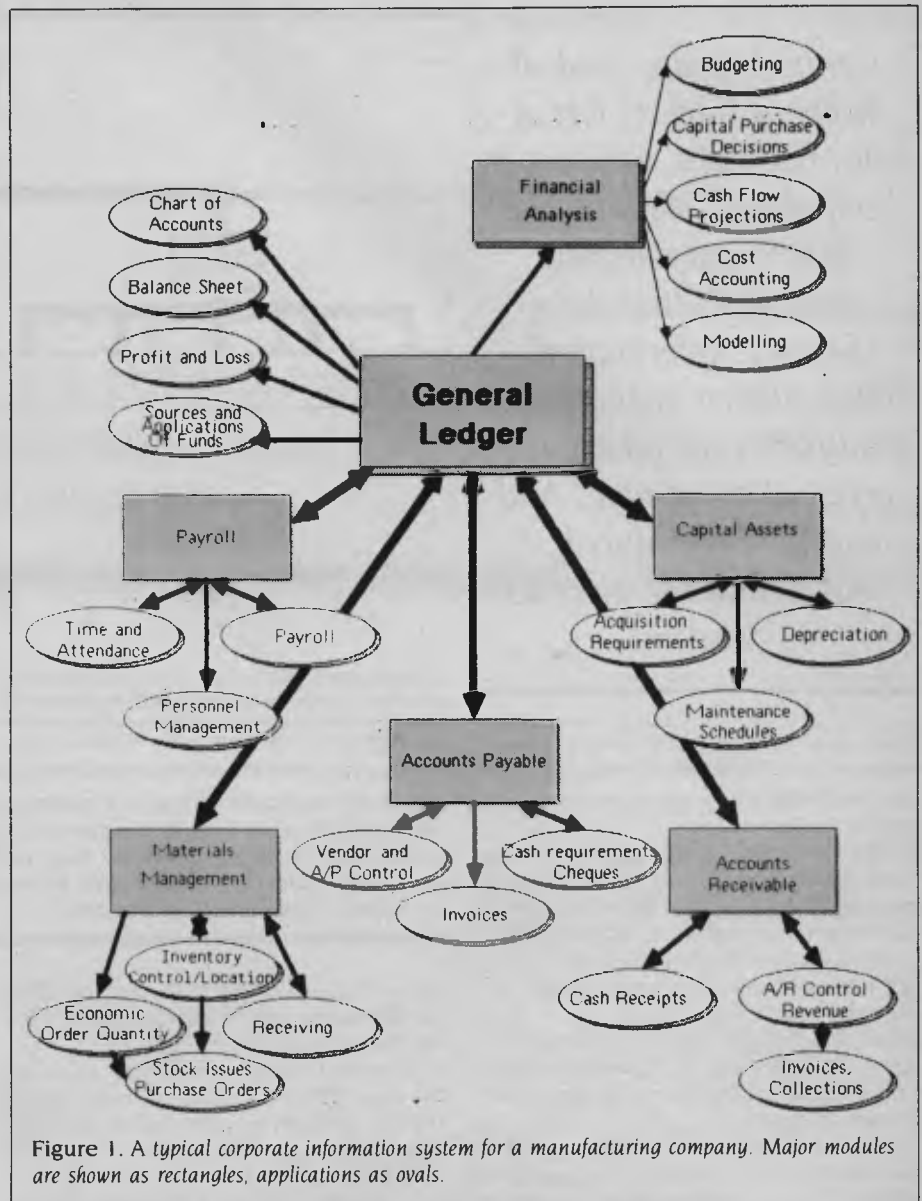 Budgeting
Capital Purchase
Decisions
Financial
Analysis
Cash Flow
Projections
Cost
Accounting
Modelling
Chart of
Accounts
Balance Sheet
Profit and Loss
Sources and
Applications
Of Funds
General
Ledger
Payroll
Time and
Attendance
Payroll
Personnel
Management
Capital Assets
Acquisition
Requirements
Depreciation
Maintenance
Schedules
Accounts Payable
Vendor and
A/P Control
Cash requirements
Cheques
Invoices
Materials
Management
Inventory
Control/Location
Economic
Order Quantity
Receiving
Stock Issues
Purchase Orders
Accounts
Receivable
Cash Receipts
A/R Control
Revenue
Invoices,
Collections
Figure 1. A typical corporate information system for a manufacturing company. Major modules
are shown as rectangles, applications as ovals.